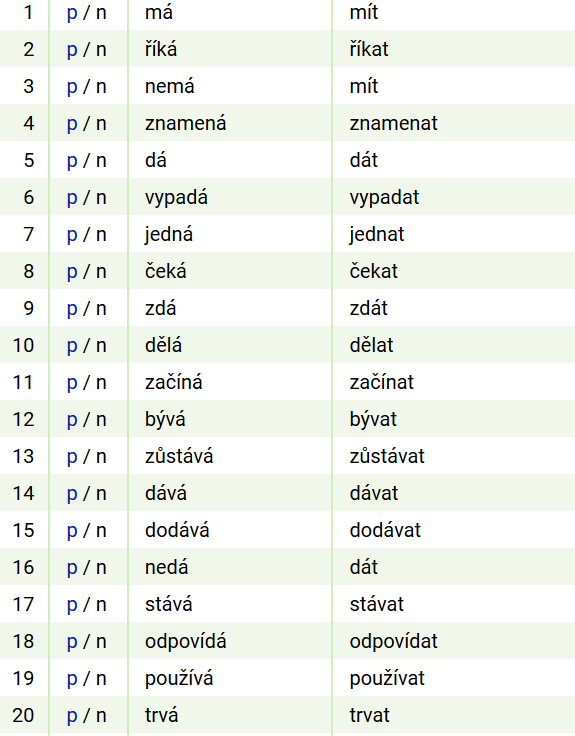 1 p / n má mít
2 p / n říká říkat
3 p / n nemá mít
4 p / n znamená znamenat
5 p / n dá dát
6 p / n vypadá vypadat
7 p / n jedná jednat
8 p / n čeká čekat
9 p / n zdá zdát
10 p / n dělá dělat
11 p / n začíná začínat
12 p / n bývá bývat
13 p / n zůstává zůstávat
14 p / n dává dávat
15 p / n dodává dodávat
16 p / n nedá dát
17 p / n stává stávat
18 p / n odpovídá odpovídat
19 p / n používá používat
20 p / n trvá trvat